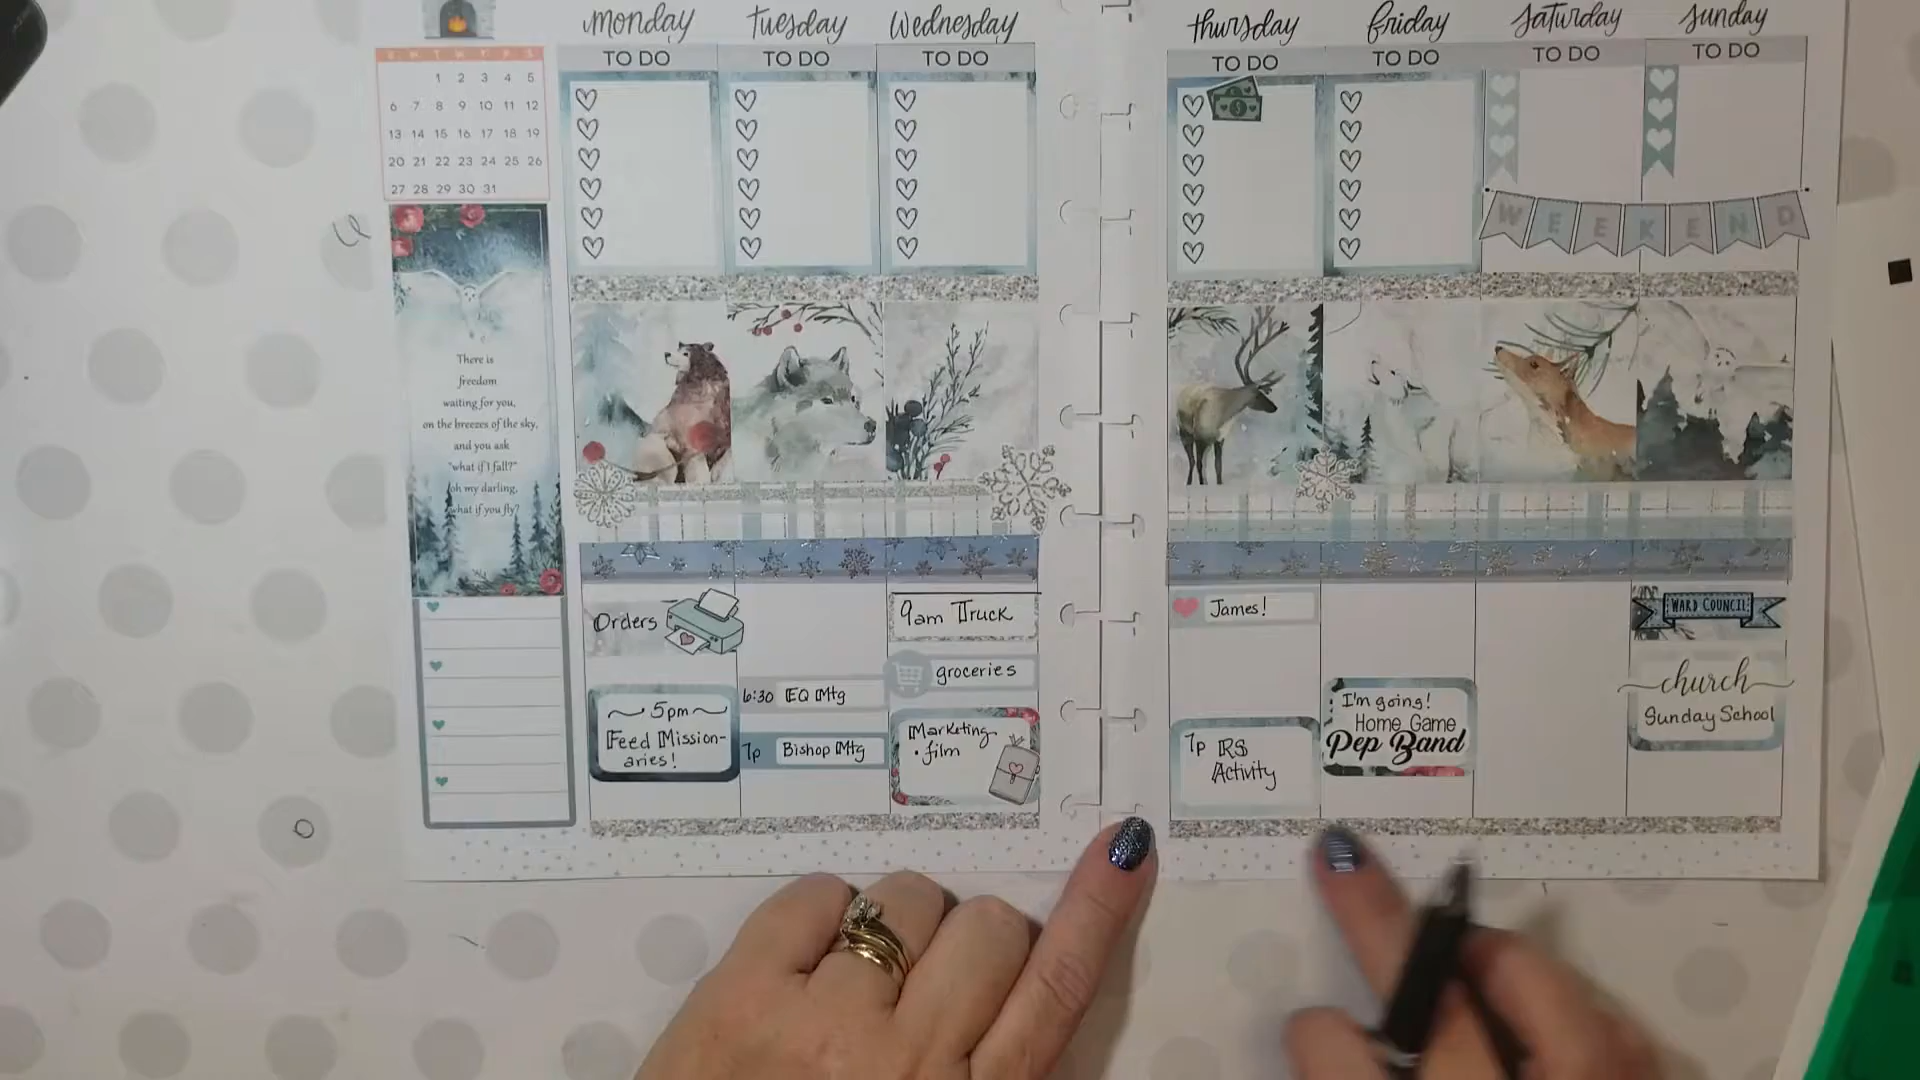 monday
tuesday
wednesday
thursday
friday
saturday
sunday
TO DO
TO DO
TO DO
TO DO
TO DO
TO DO
TO DO
S M T W T F S
1 2 3 4 5
6 7 8 9 10 11 12
13 14 15 16 17 18 19
20 21 22 23 24 25 26
27 28 29 30 31
WEEKEND
There is
freedom
waiting for you,
on the breezes of the sky,
and you ask
"what if I fall?"
oh my darling,
what if you fly?
Orders
5pm
Feed Mission-
aries!
6:30 EQ Mtg
7p Bishop Mtg
9am Truck
groceries
Marketing
• film
James!
7p RS
Activity
I'm going!
Home Game
Pep Band
WARD COUNCIL
church
Sunday School